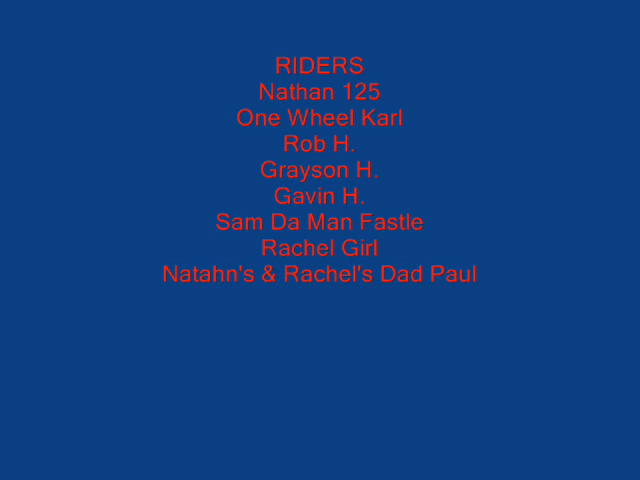 RIDERS
Nathan 125
One Wheel Karl
Rob H.
Grayson H.
Gavin H.
Sam Da Man Fastle
Rachel Girl
Natahn's & Rachel's Dad Paul